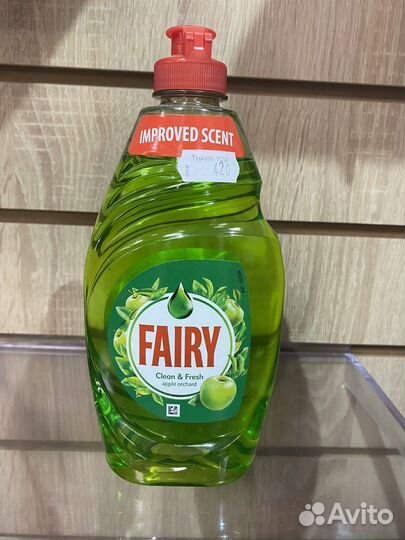 IMPROVED SCENT
THANK YOU
420
FAIRY
Clean & Fresh
apple orchard
Avito